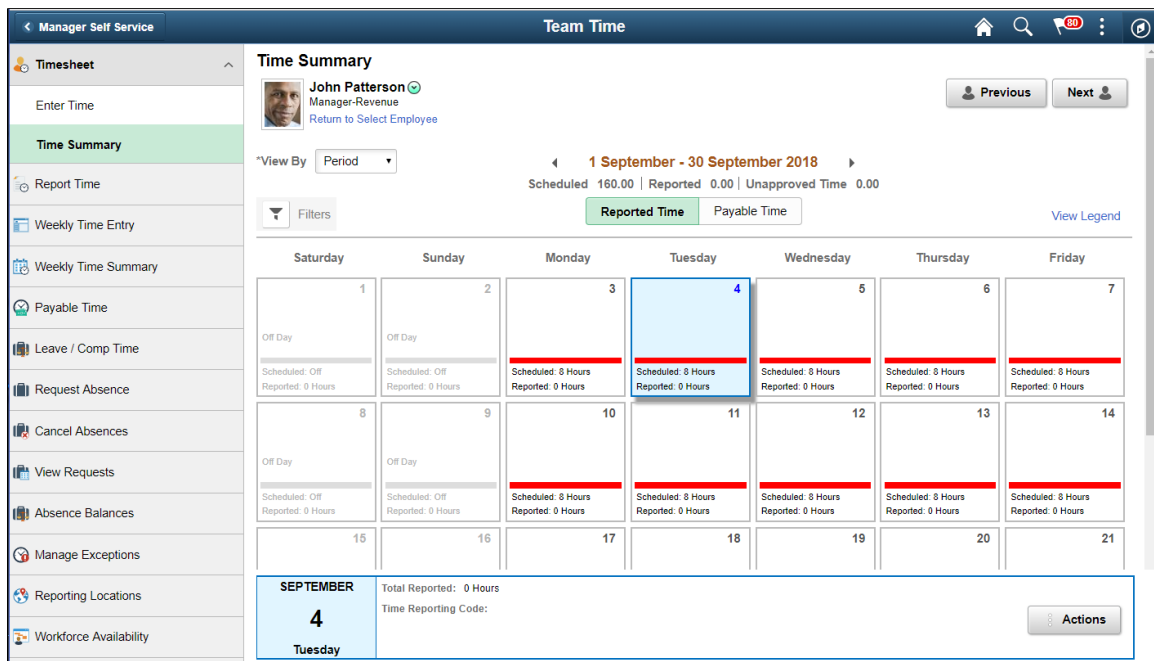 Manager Self Service
Team Time
80
Timesheet
Enter Time
Time Summary
Report Time
Weekly Time Entry
Weekly Time Summary
Payable Time
Leave / Comp Time
Request Absence
Cancel Absences
View Requests
Absence Balances
Manage Exceptions
Reporting Locations
Workforce Availability
Time Summary
John Patterson
Manager-Revenue
Return to Select Employee
Previous
Next
*View By Period
1 September - 30 September 2018
Scheduled 160.00 | Reported 0.00 | Unapproved Time 0.00
Filters
Reported Time Payable Time
View Legend
Saturday Sunday Monday Tuesday Wednesday Thursday Friday
1 2 3 4 5 6 7
Off Day Off Day
Scheduled: Off Scheduled: Off Scheduled: 8 Hours Scheduled: 8 Hours Scheduled: 8 Hours Scheduled: 8 Hours Scheduled: 8 Hours
Reported: 0 Hours Reported: 0 Hours Reported: 0 Hours Reported: 0 Hours Reported: 0 Hours Reported: 0 Hours Reported: 0 Hours
8 9 10 11 12 13 14
Off Day Off Day
Scheduled: Off Scheduled: Off Scheduled: 8 Hours Scheduled: 8 Hours Scheduled: 8 Hours Scheduled: 8 Hours Scheduled: 8 Hours
Reported: 0 Hours Reported: 0 Hours Reported: 0 Hours Reported: 0 Hours Reported: 0 Hours Reported: 0 Hours Reported: 0 Hours
15 16 17 18 19 20 21
SEPTEMBER
4
Tuesday
Total Reported: 0 Hours
Time Reporting Code:
Actions